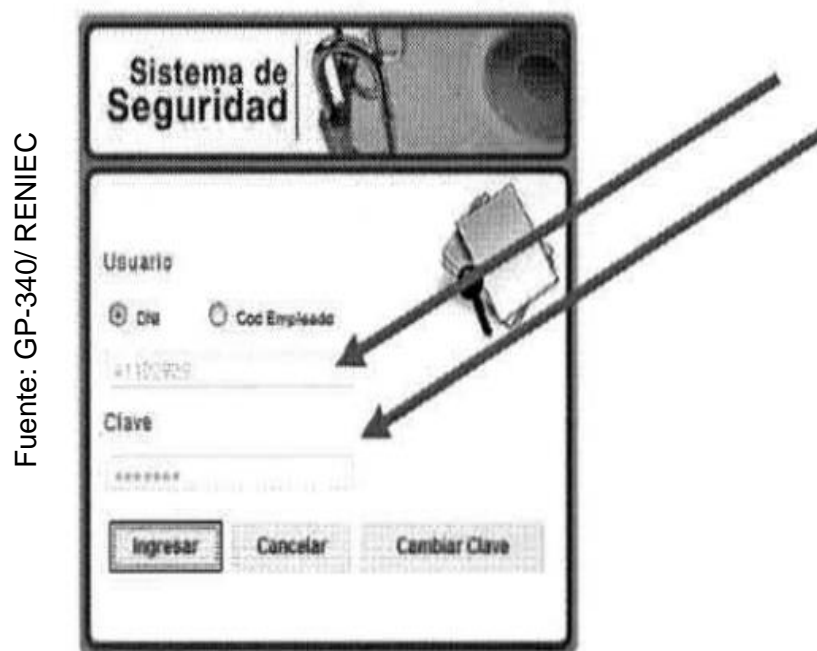 Fuente: GP-340/ RENIEC
Sistema de
Seguridad
Usuario
DNI
Cod Empleado
Clave
*******
Ingresar
Cancelar
Cambiar Clave